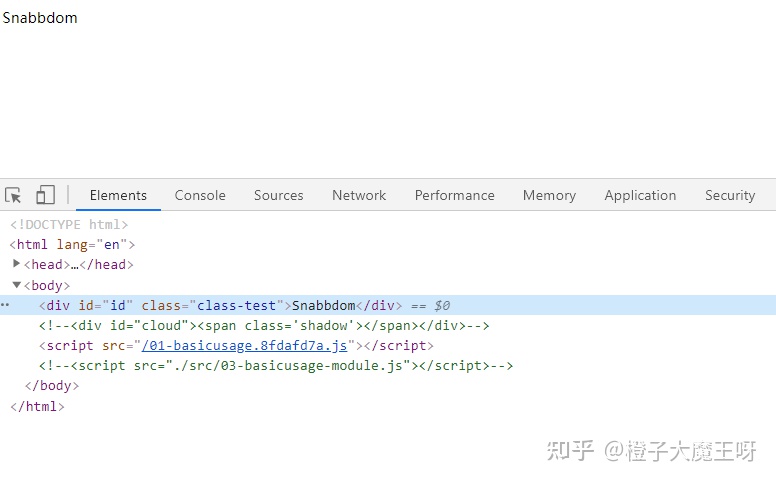 Snabbdom
Elements Console Sources Network Performance Memory Application Security
<!DOCTYPE html>
<html lang="en">
<head>…</head>
<body>
<div id="id" class="class-test">Snabbdom</div> == $0
<!--<div id="cloud"><span class='shadow'></span></div>-->
<script src="/01-basicusage.8fdafd7a.js"></script>
<!--<script src="./src/03-basicusage-module.js"></script>-->
</body>
</html>
知乎 @橙子大魔王呀